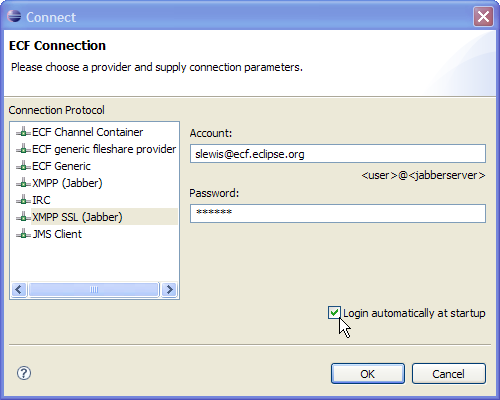 Connect
ECF Connection
Please choose a provider and supply connection parameters.
Connection Protocol
ECF Channel Container
ECF generic fileshare provider
ECF Generic
XMPP (Jabber)
IRC
XMPP SSL (Jabber)
JMS Client
Account:
slewis@ecf.eclipse.org
<user>@<jabberserver>
Password:
******
Login automatically at startup
?
OK
Cancel